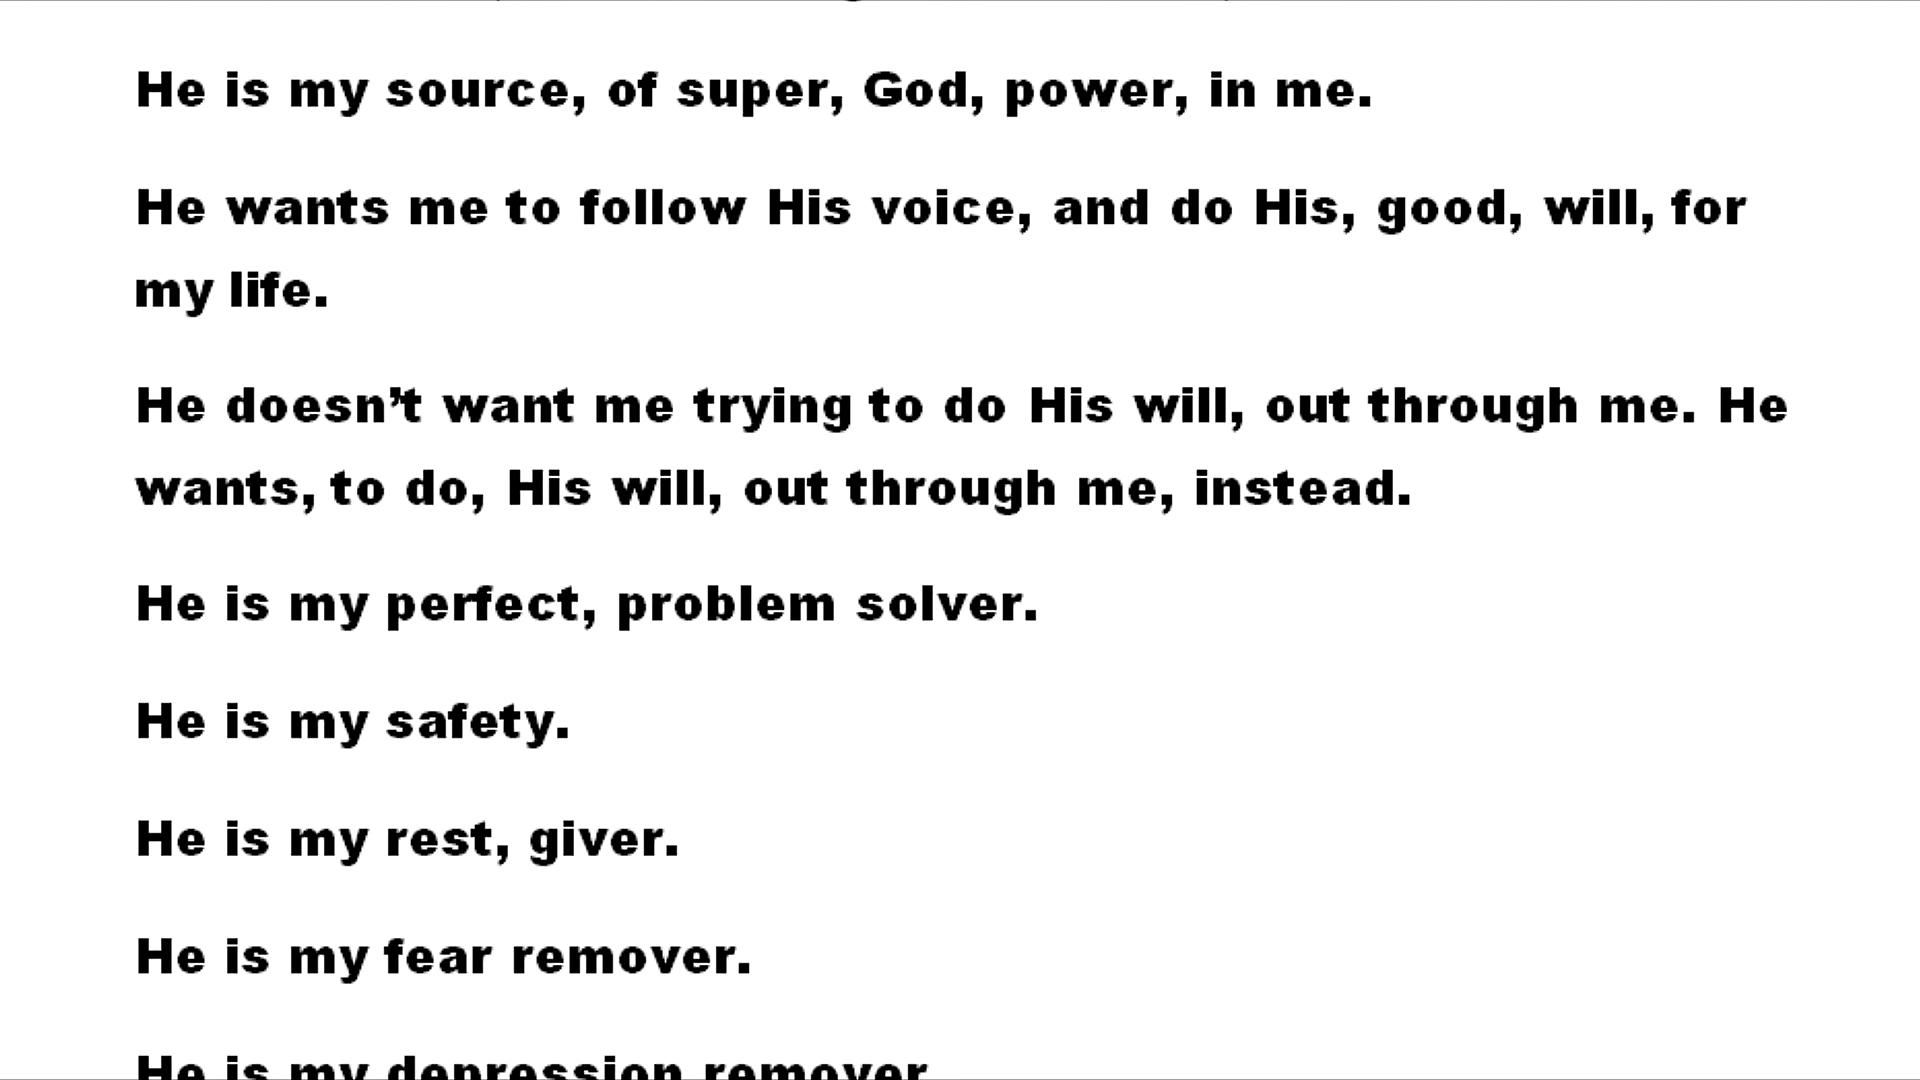 He is my source, of super, God, power, in me.
He wants me to follow His voice, and do His, good, will, for
my life.
He doesn’t want me trying to do His will, out through me. He
wants, to do, His will, out through me, instead.
He is my perfect, problem solver.
He is my safety.
He is my rest, giver.
He is my fear remover.
He is my depression remover